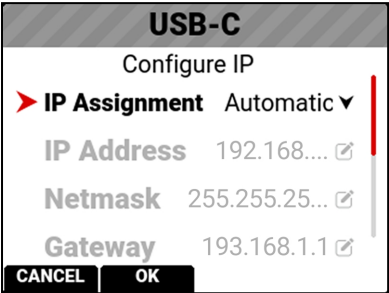 USB-C
Configure IP
IP Assignment Automatic
IP Address 192.168....
Netmask 255.255.25...
Gateway 193.168.1.1
CANCEL OK